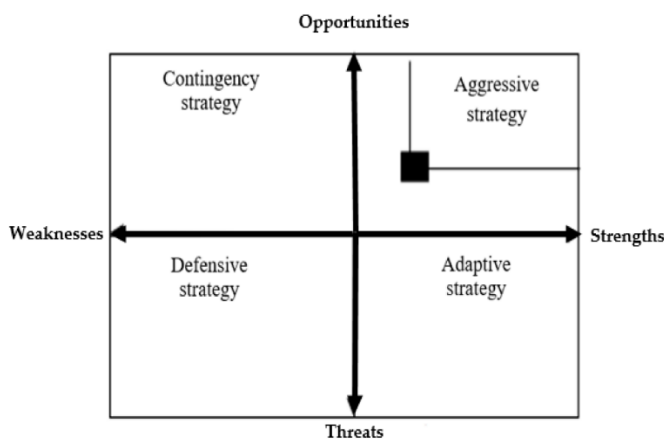 Opportunities
Contingency
strategy
Aggressive
strategy
Weaknesses
Strengths
Defensive
strategy
Adaptive
strategy
Threats